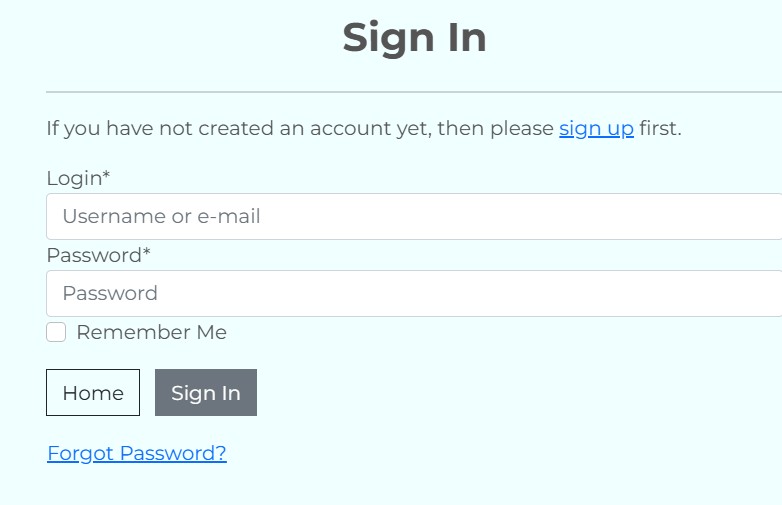 Sign In
If you have not created an account yet, then please sign up first.
Login*
Username or e-mail
Password*
Password
Remember Me
Home Sign In
Forgot Password?